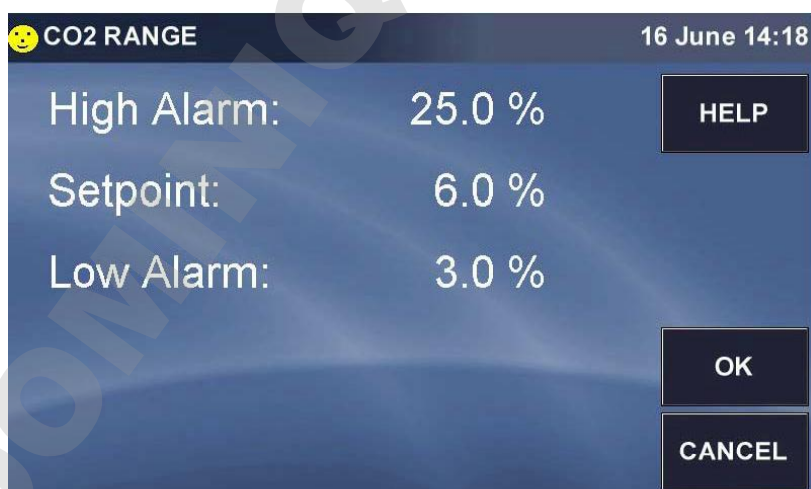 CO2 RANGE 16 June 14:18
High Alarm: 25.0 % HELP
Setpoint: 6.0 %
Low Alarm: 3.0 %
OK
CANCEL